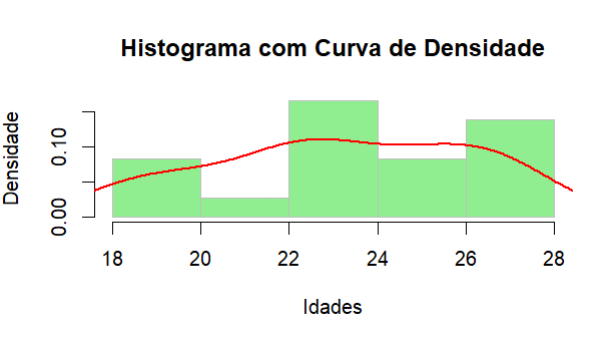 Histograma com Curva de Densidade
Densidade
0.10
0.00
18 20 22 24 26 28
Idades